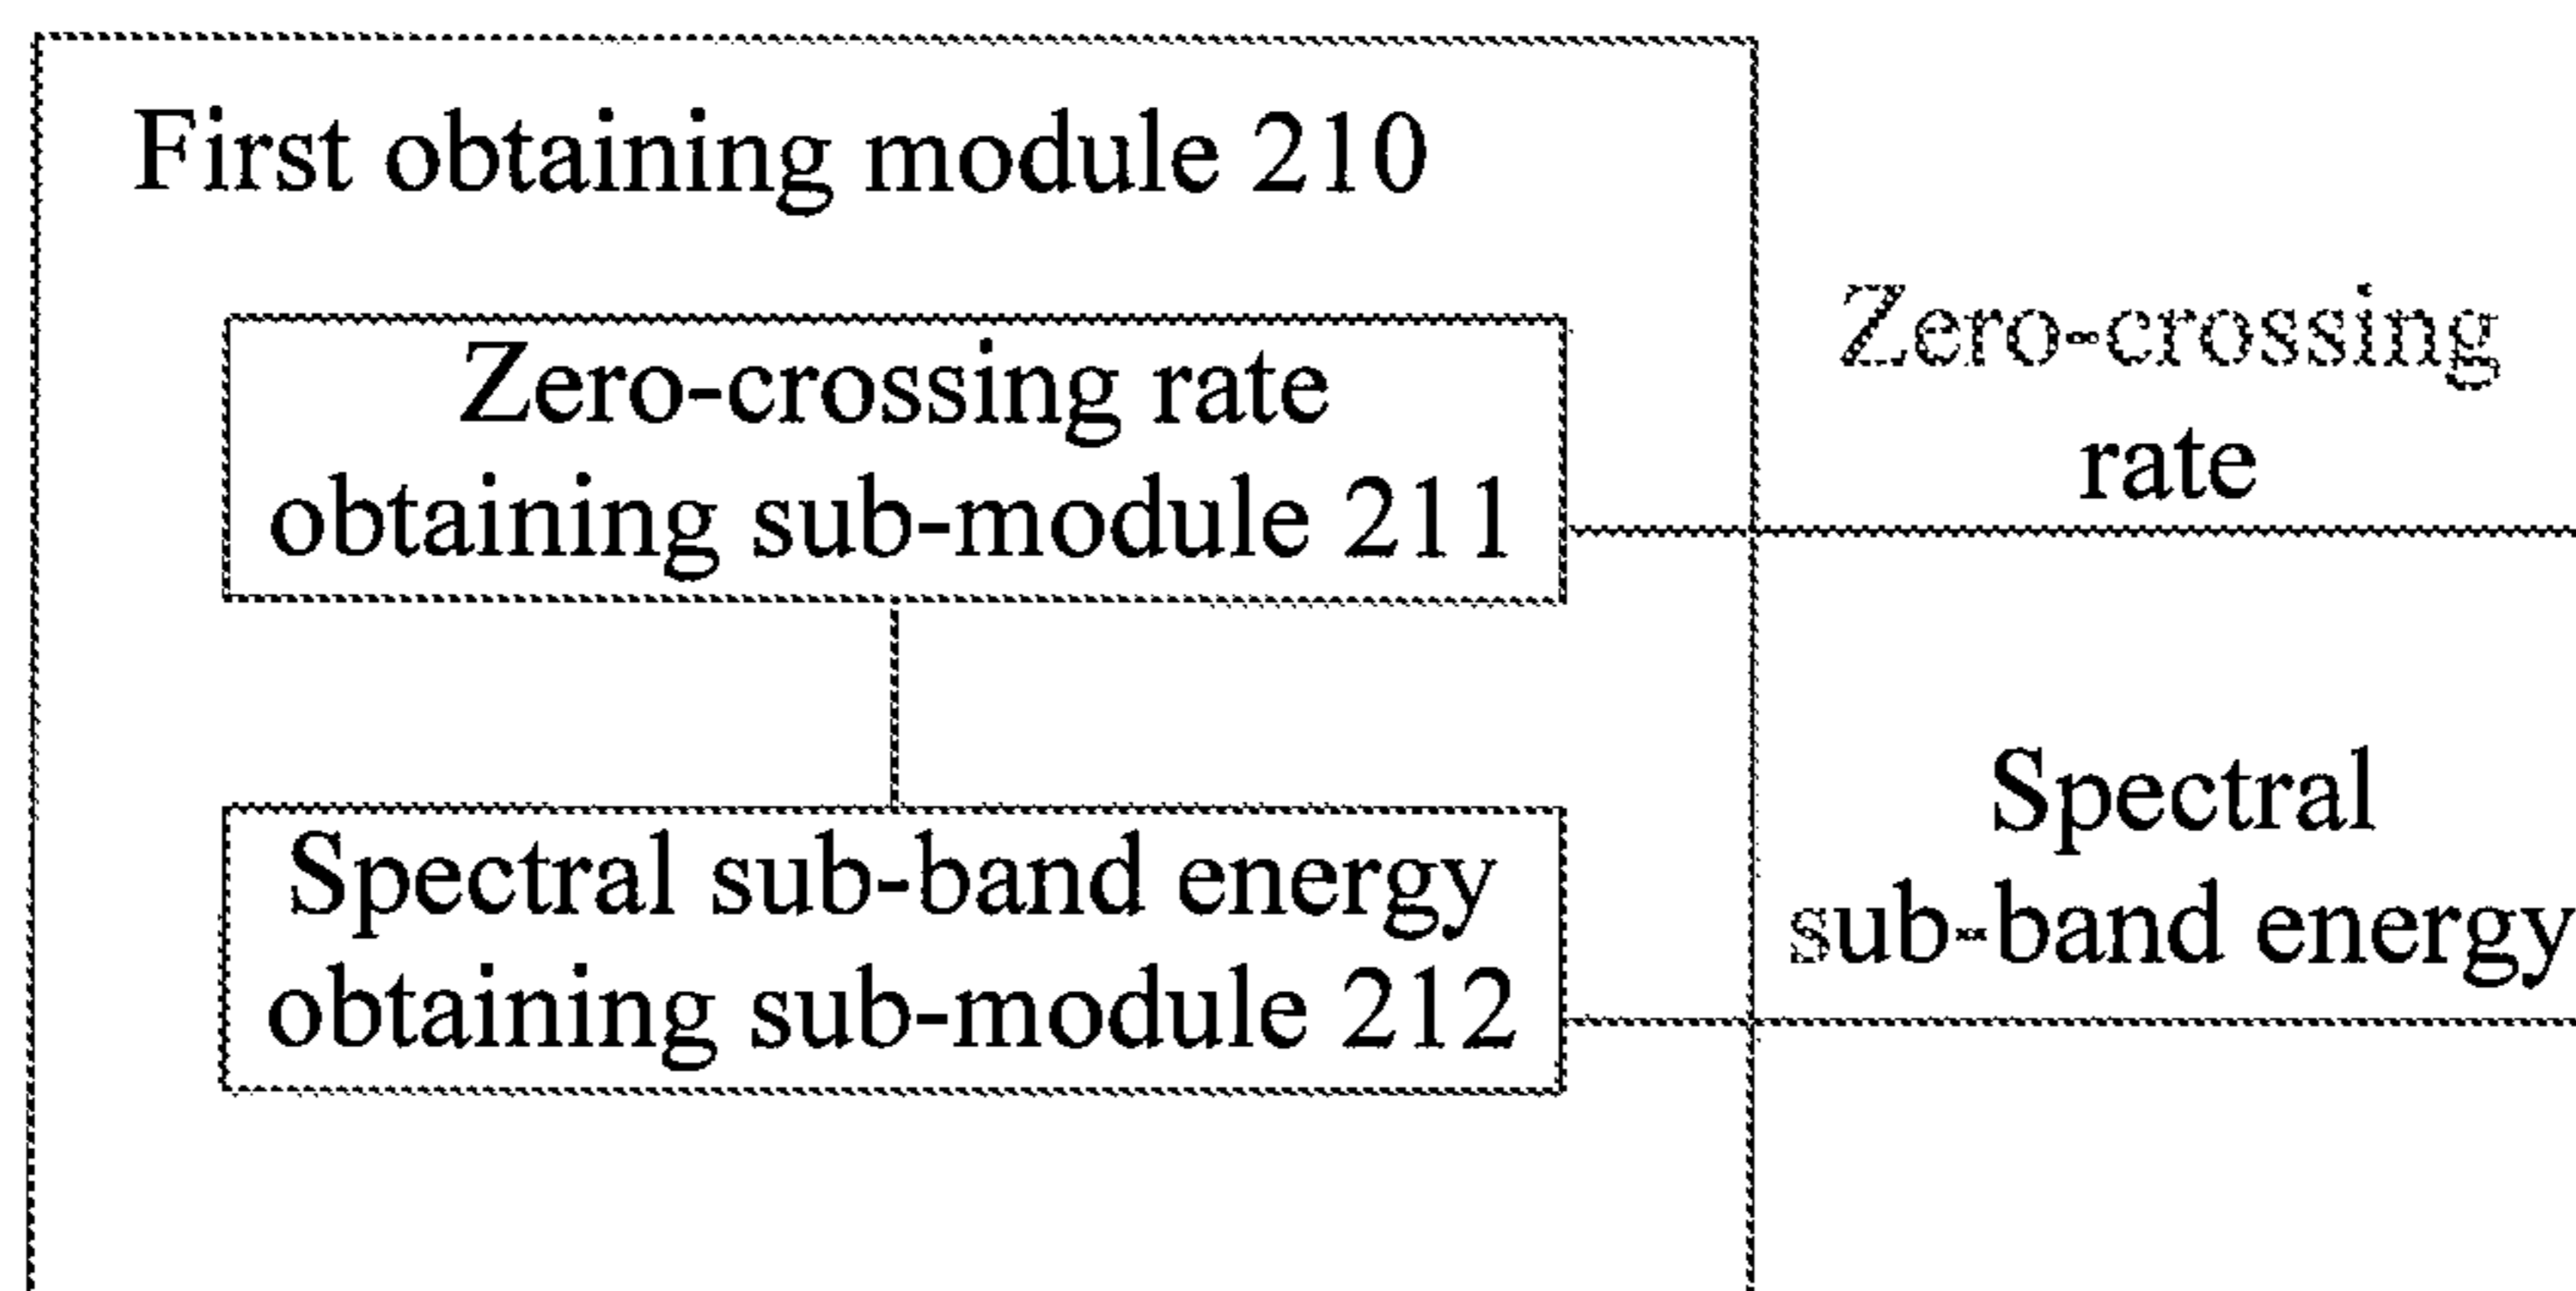 First obtaining module 210
Zero-crossing rate
obtaining sub-module 211
Zero-crossing
rate
Spectral sub-band energy
obtaining sub-module 212
Spectral
sub-band energy